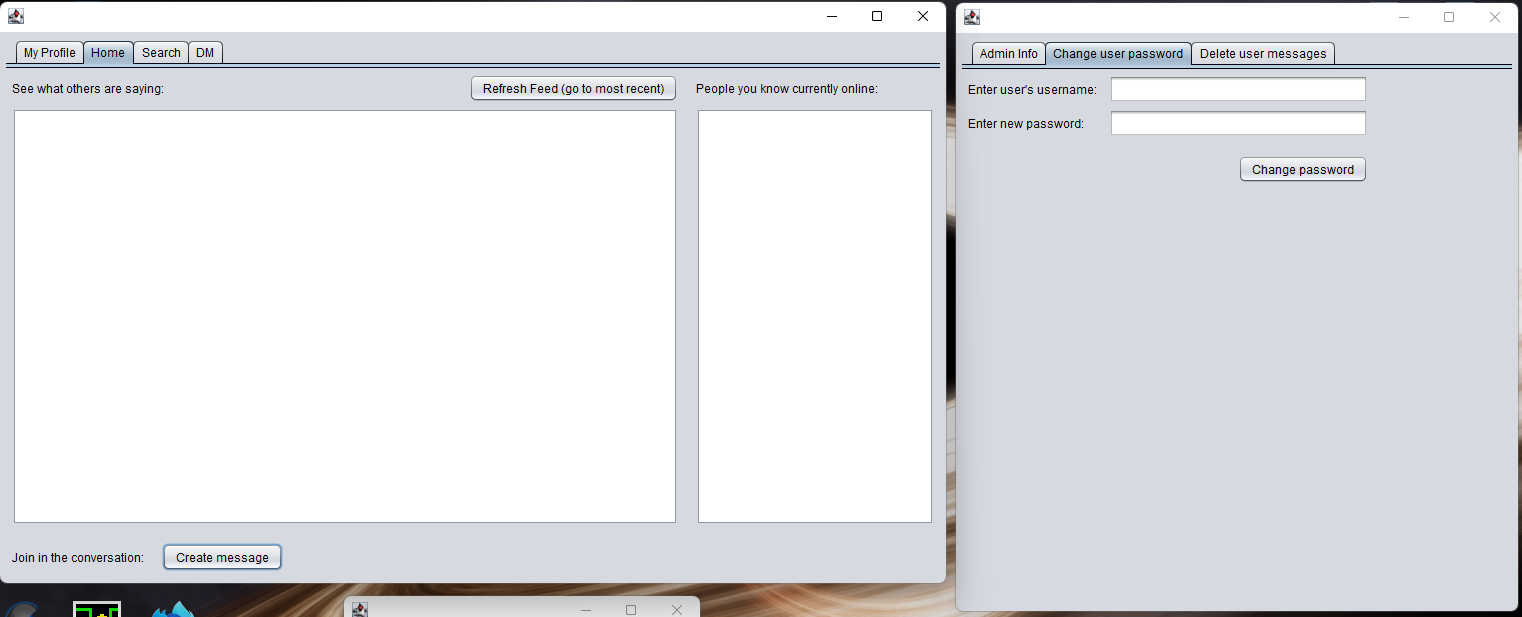 My Profile Home Search DM
See what others are saying: Refresh Feed (go to most recent) People you know currently online:
Join in the conversation: Create message
Admin Info Change user password Delete user messages
Enter user's username:
Enter new password:
Change password